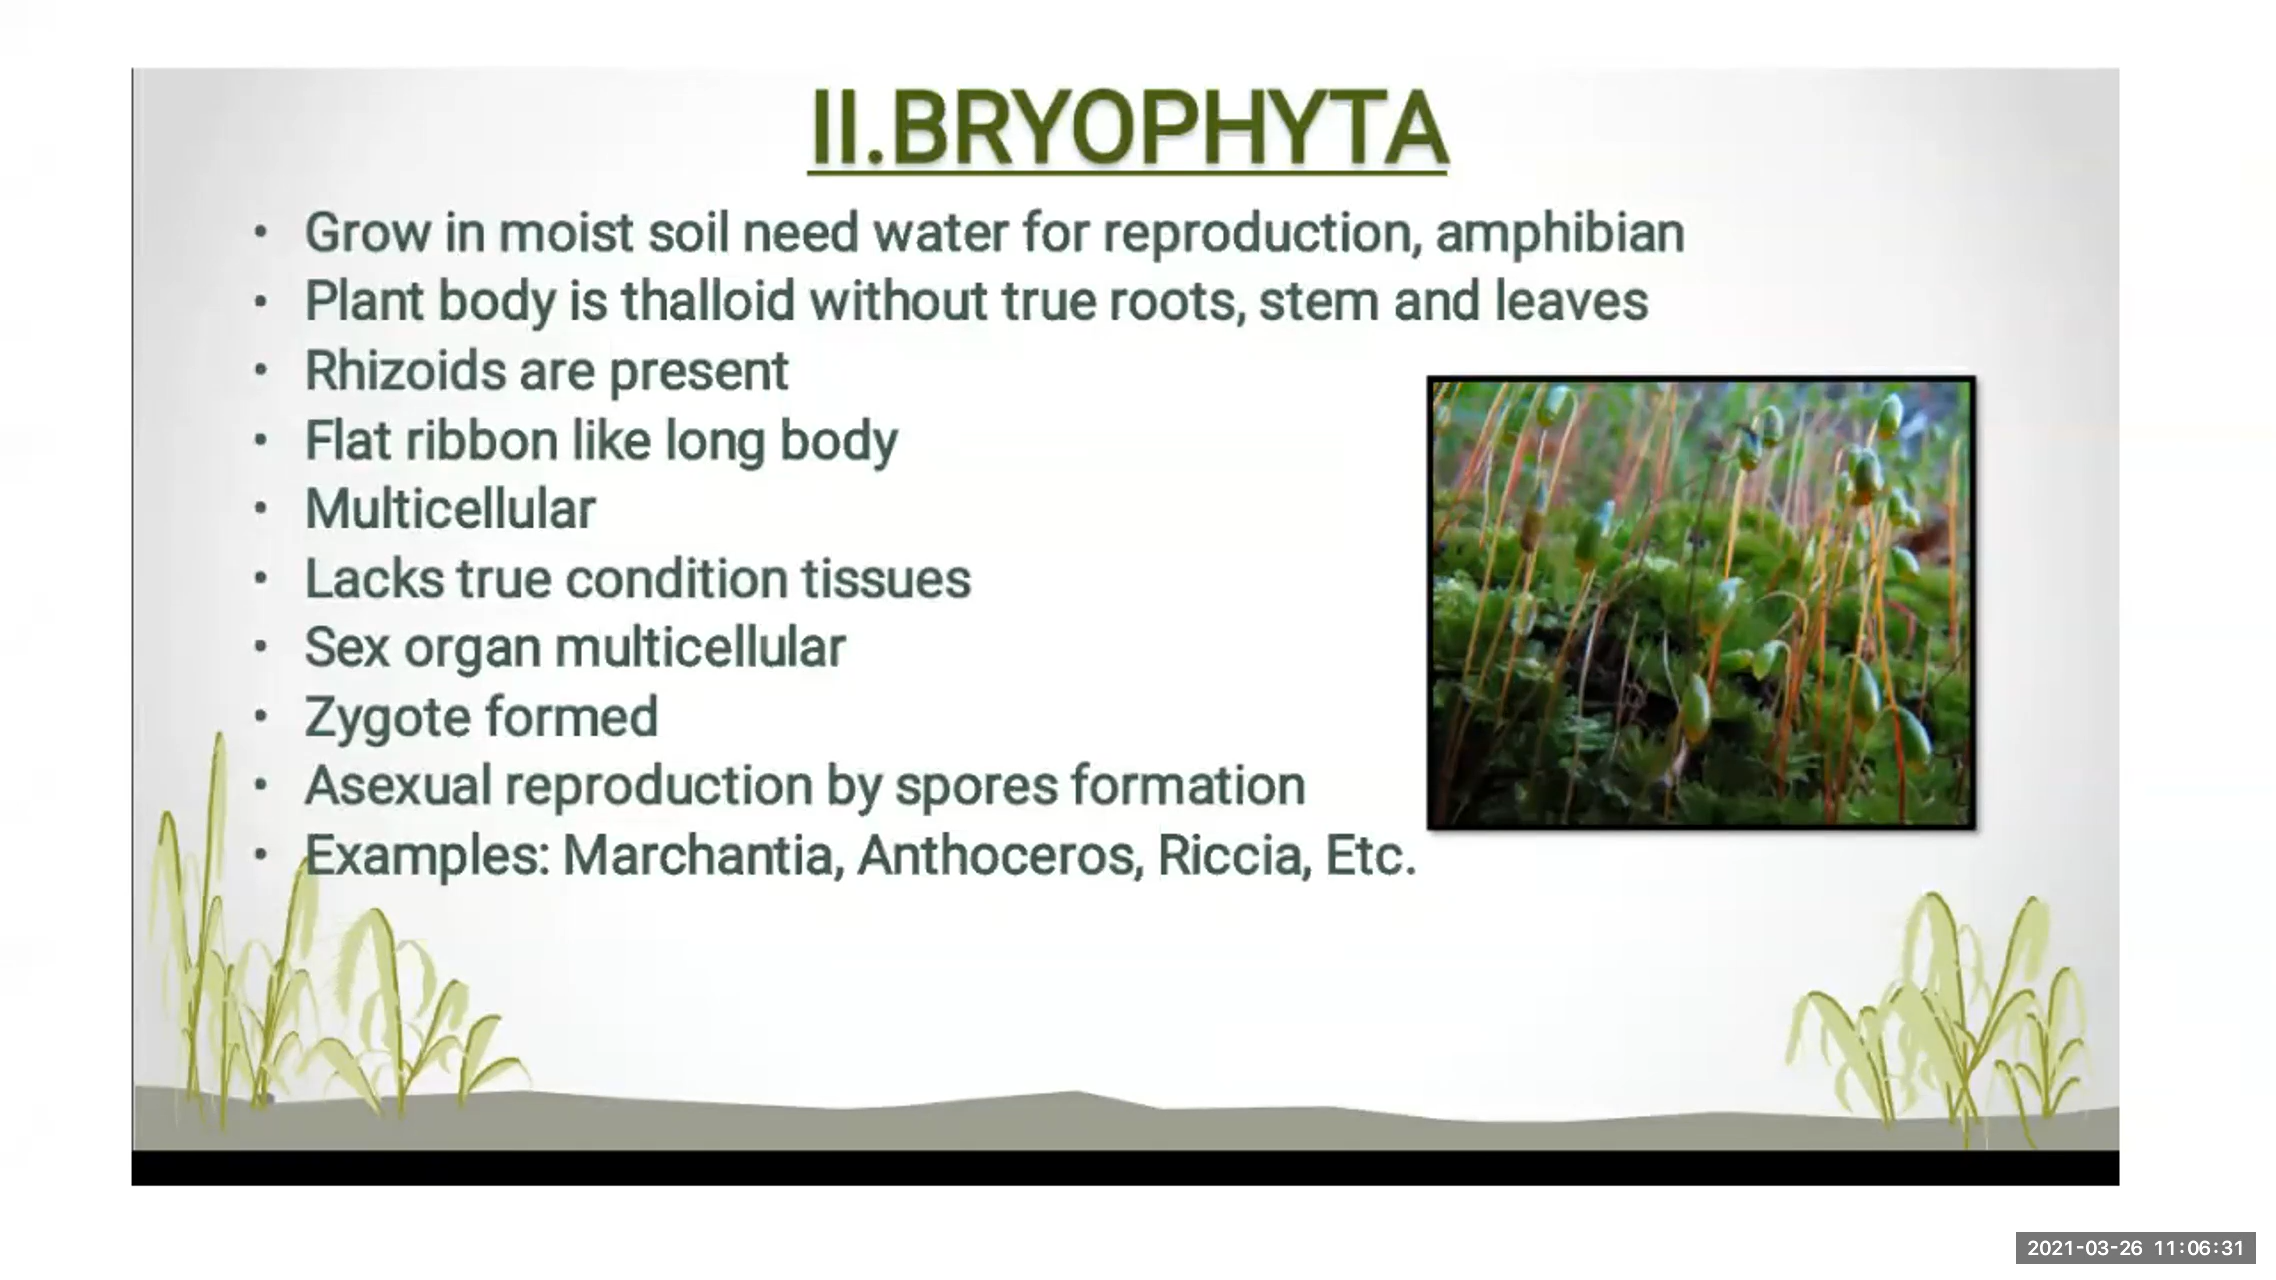 II.BRYOPHYTA
• Grow in moist soil need water for reproduction, amphibian
• Plant body is thalloid without true roots, stem and leaves
• Rhizoids are present
• Flat ribbon like long body
• Multicellular
• Lacks true condition tissues
• Sex organ multicellular
• Zygote formed
• Asexual reproduction by spores formation
• Examples: Marchantia, Anthoceros, Riccia, Etc.
2021-03-26 11:06:31